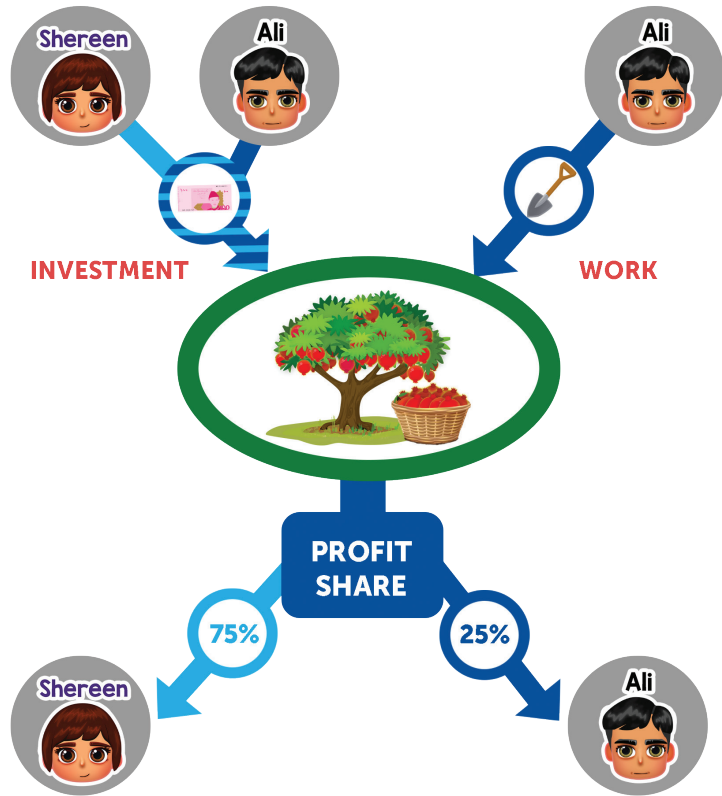 Shereen
Ali
Ali
INVESTMENT
WORK
PROFIT
SHARE
75%
25%
Shereen
Ali